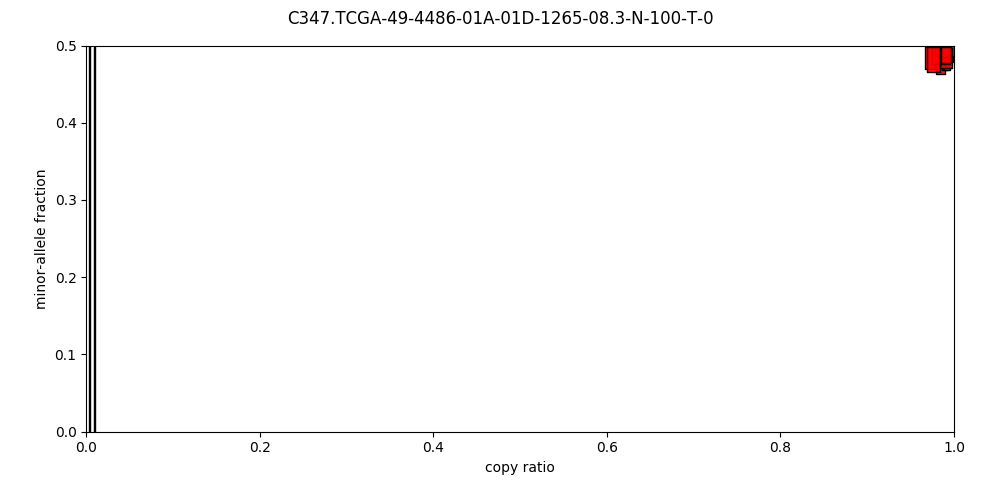 C347.TCGA-49-4486-01A-01D-1265-08.3-N-100-T-0
0.5
0.4
0.3
0.2
0.1
0.0
minor-allele fraction
0.0 0.2 0.4 0.6 0.8 1.0
copy ratio